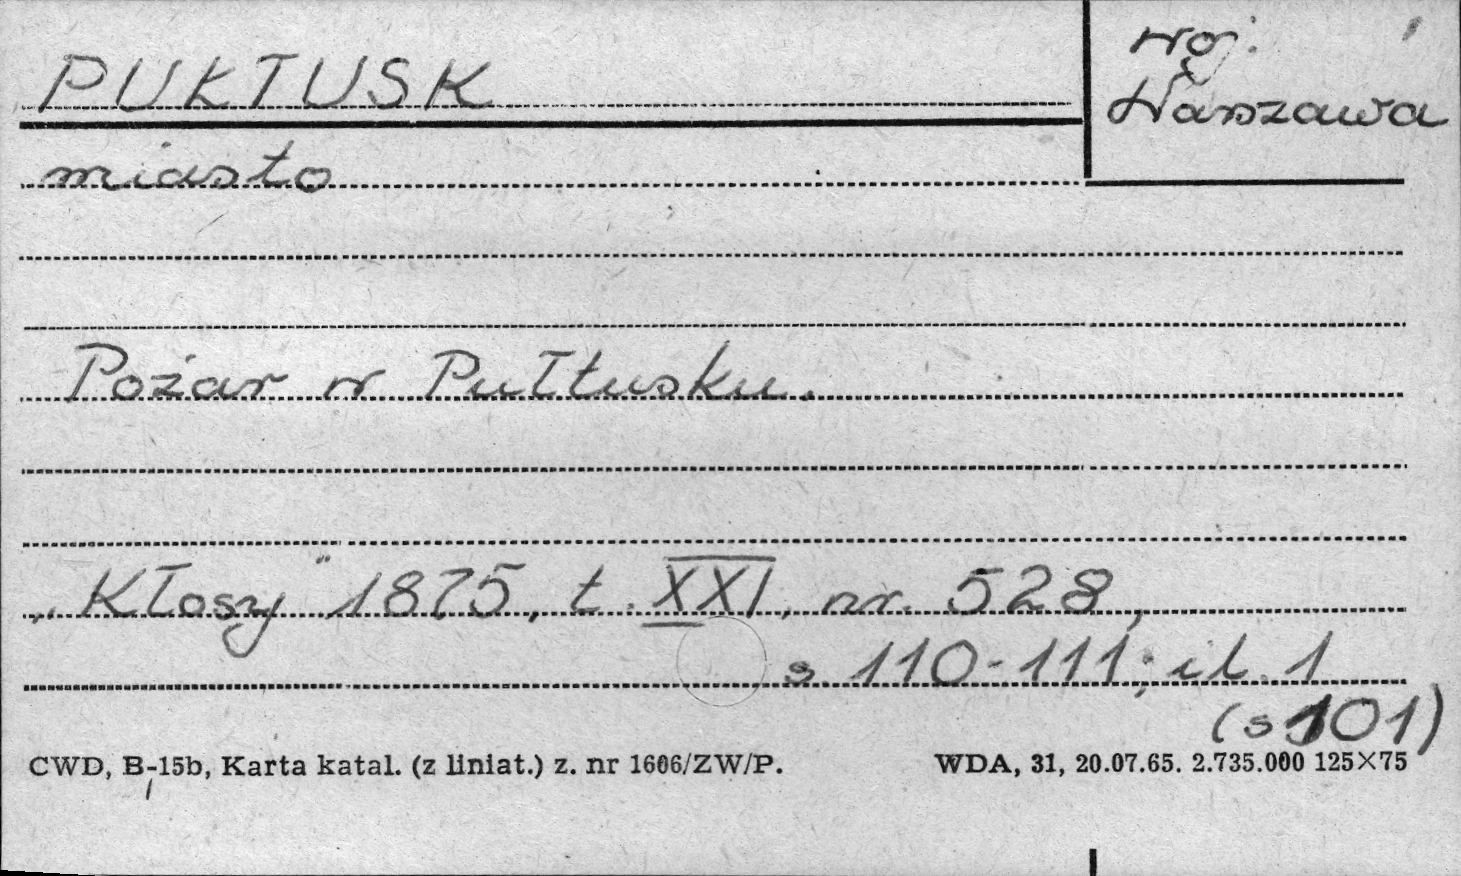 PUŁTUSK
woj.
Warszawa
miasto
Pożar w Pułtusku.
„Kłosy" 1875, t. XXI, nr. 528,
s. 110-111; il. 1
(s 101)
CWD, B-15b, Karta katal. (z liniat.) z. nr 1606/ZW/P.
WDA, 31, 20.07.65. 2.735.000 125×75